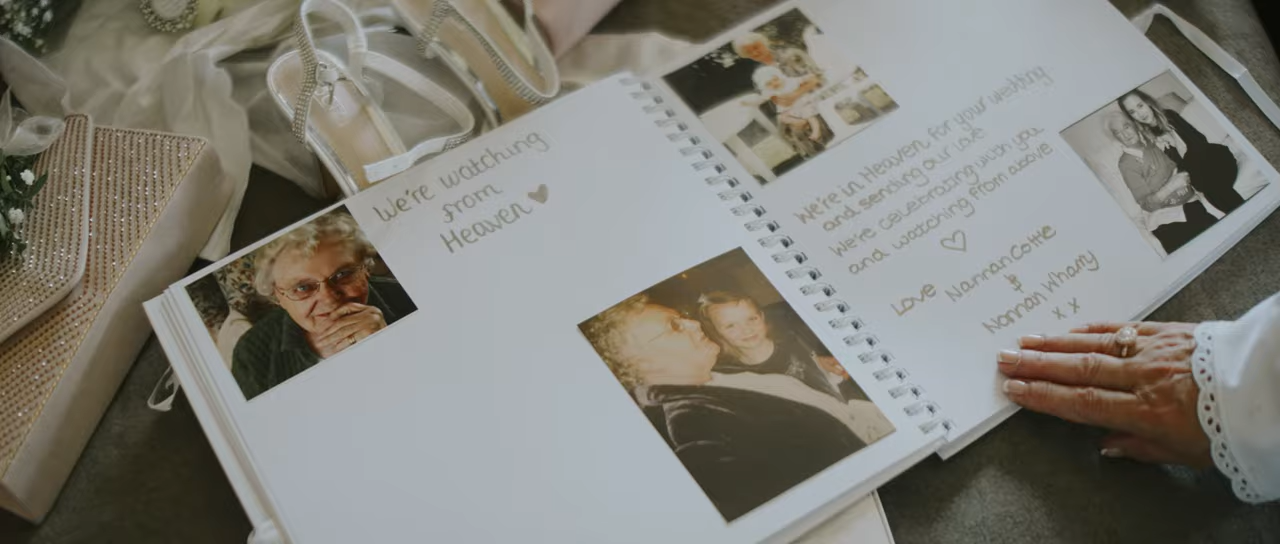 We're watching
from
Heaven
We're in Heaven for your wedding
and sending our love
We're celebrating with you
and watching from above
Love Nannan Cottie
&
Nannan Wharry
x x